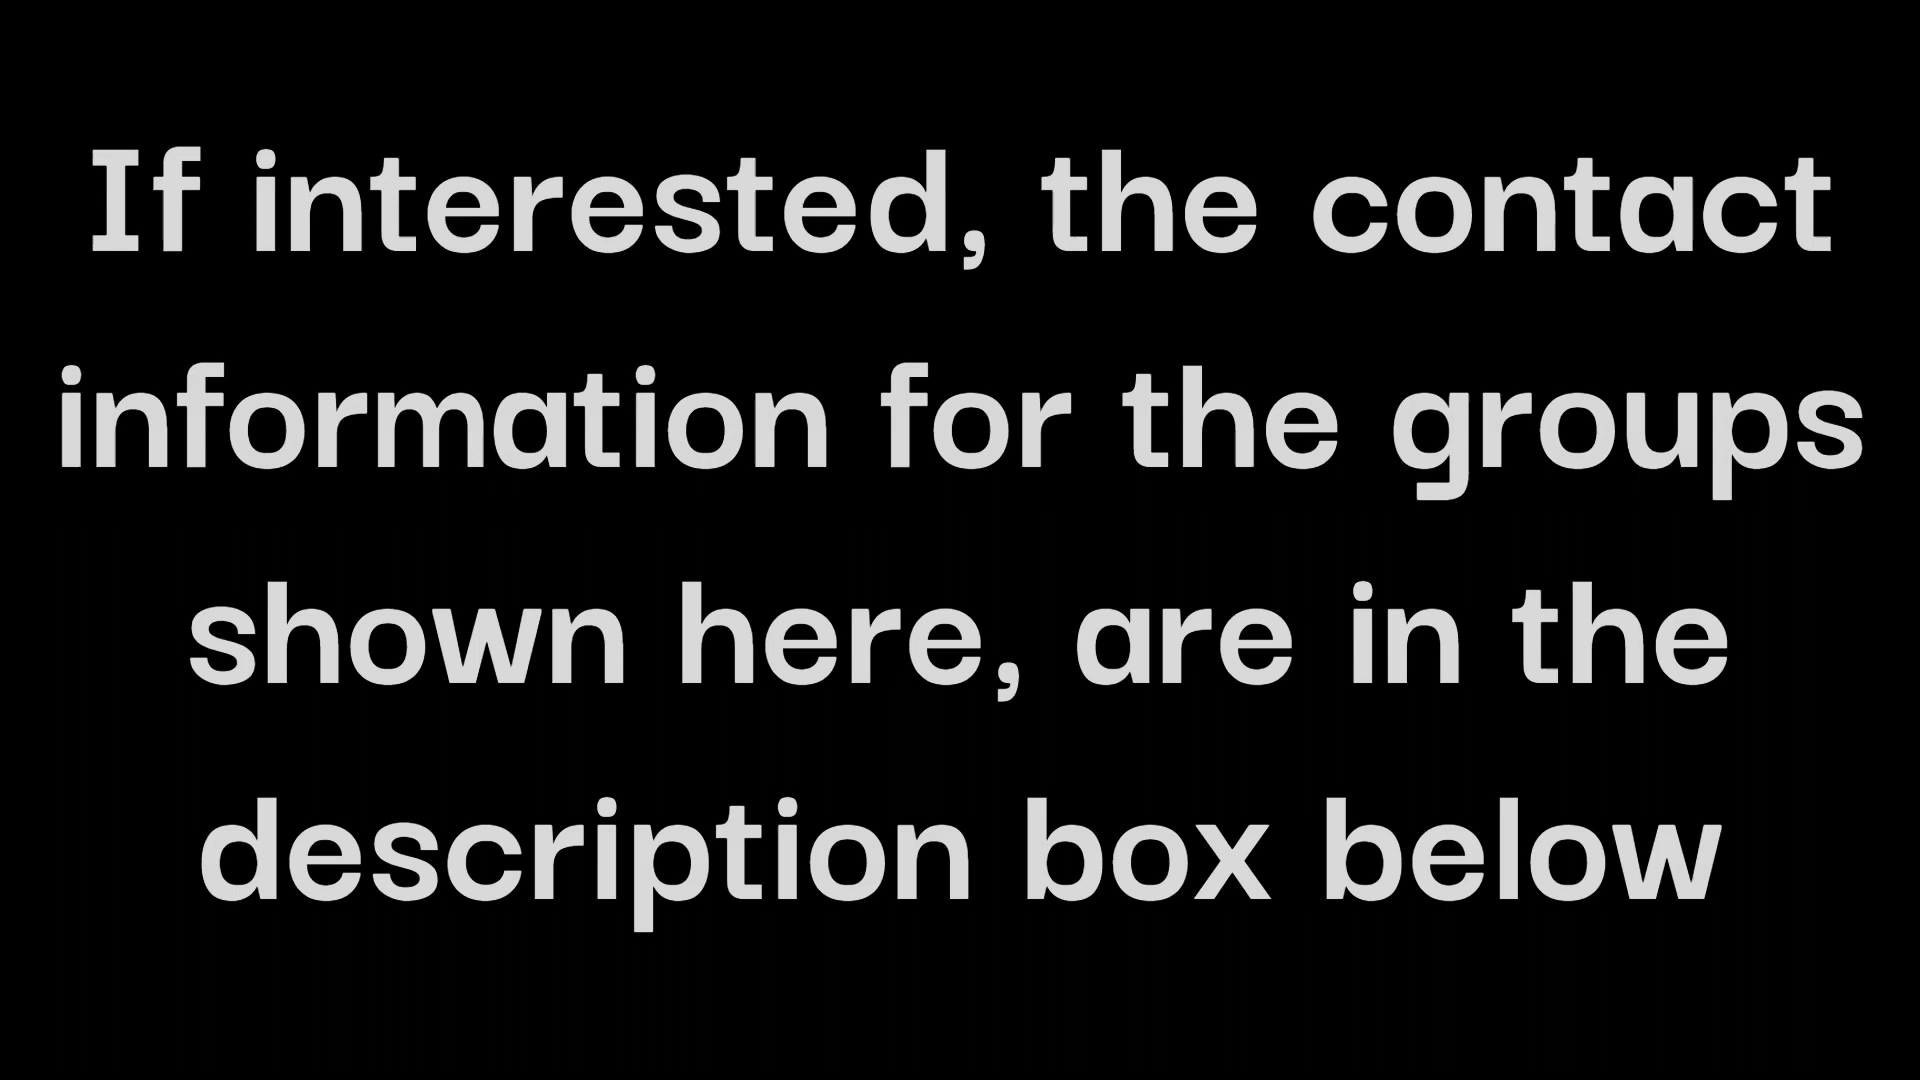 If interested, the contact
information for the groups
shown here, are in the
description box below